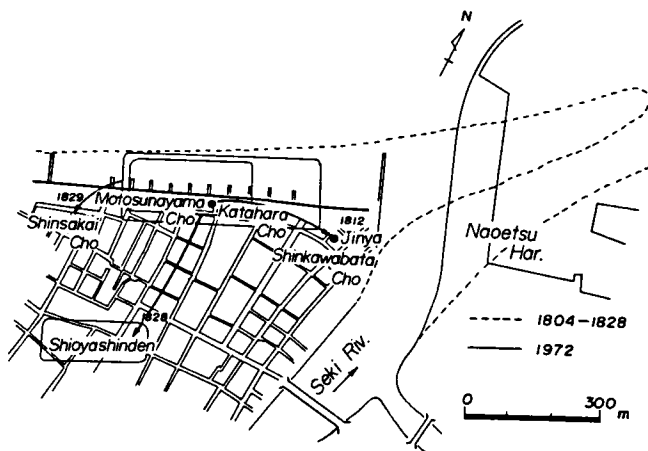 N
1829
Motosunayama
Cho
Katahara
Cho
1812
Jinya
Shinsakai
Cho
Shinkawabata
Cho
Naoetsu
Har.
1828
Shioyashinden
Seki Riv.
1804-1828
1972
0 300
m